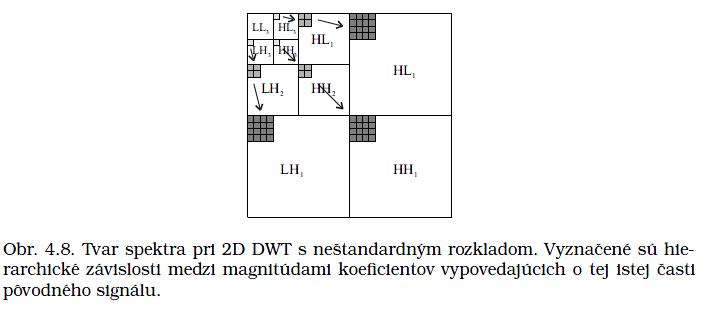 LL3 HL3
HL1
LH3 HH3
HL1
LH2 HH2
LH1 HH1
Obr. 4.8. Tvar spektra pri 2D DWT s neštandardným rozkladom. Vyznačené sú hie-
rarchické závislosti medzi magnitúdami koeficientov vypovedajúcich o tej istej časti
pôvodného signálu.